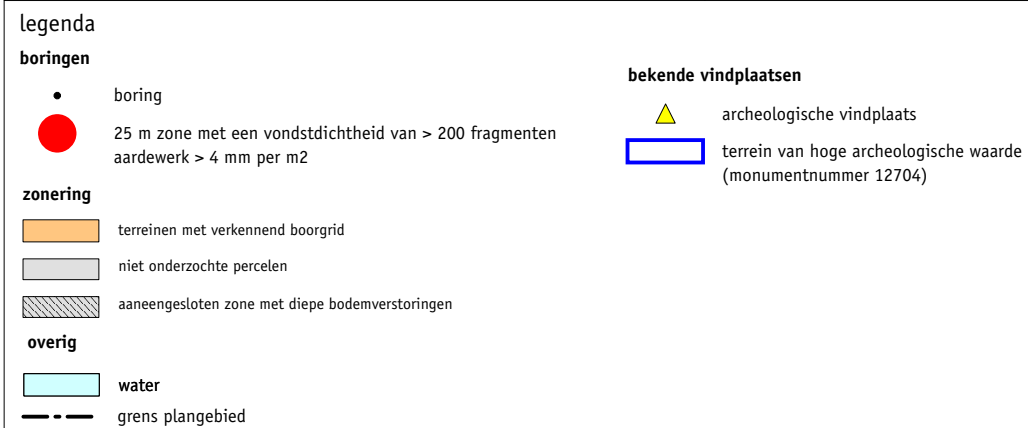 legenda
boringen
boring
25 m zone met een vondstdichtheid van > 200 fragmenten
aardewerk > 4 mm per m2
zonering
terreinen met verkennend boorgrid
niet onderzochte percelen
aaneengesloten zone met diepe bodemverstoringen
overig
water
grens plangebied
bekende vindplaatsen
archeologische vindplaats
terrein van hoge archeologische waarde
(monumentnummer 12704)